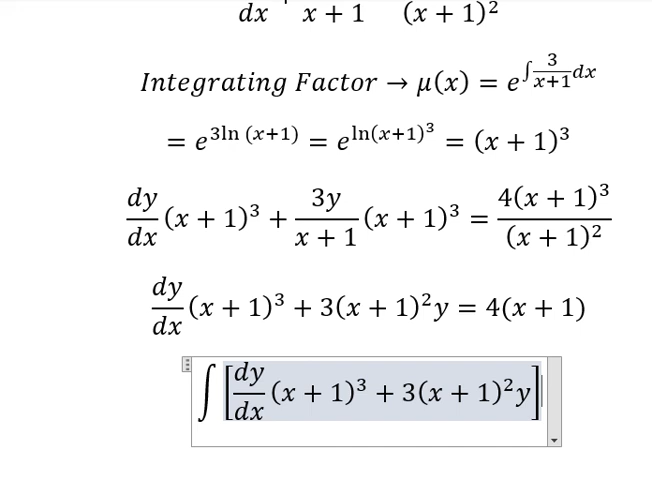 dx x + 1 (x + 1)²
Integrating Factor → μ(x) = e^∫ 3/(x+1) dx
= e^3ln (x+1) = e^ln(x+1)³ = (x + 1)³
dy/dx (x + 1)³ + 3y/(x + 1) (x + 1)³ = 4(x + 1)³/(x + 1)²
dy/dx (x + 1)³ + 3(x + 1)²y = 4(x + 1)
∫ [dy/dx (x + 1)³ + 3(x + 1)²y]